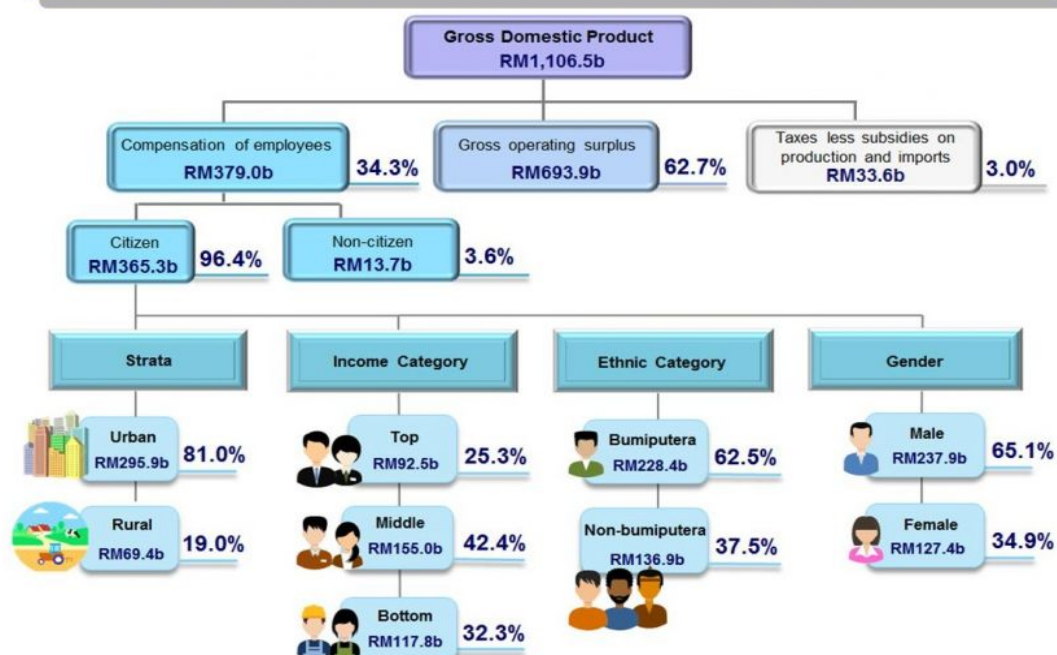 Gross Domestic Product
RM1,106.5b
Compensation of employees
RM379.0b
34.3%
Gross operating surplus
RM693.9b
62.7%
Taxes less subsidies on
production and imports
RM33.6b
3.0%
Citizen
RM365.3b
96.4%
Non-citizen
RM13.7b
3.6%
Strata
Income Category
Ethnic Category
Gender
Urban
RM295.9b
81.0%
Top
RM92.5b
25.3%
Bumiputera
RM228.4b
62.5%
Male
RM237.9b
65.1%
Rural
RM69.4b
19.0%
Middle
RM155.0b
42.4%
Non-bumiputera
RM136.9b
37.5%
Female
RM127.4b
34.9%
Bottom
RM117.8b
32.3%